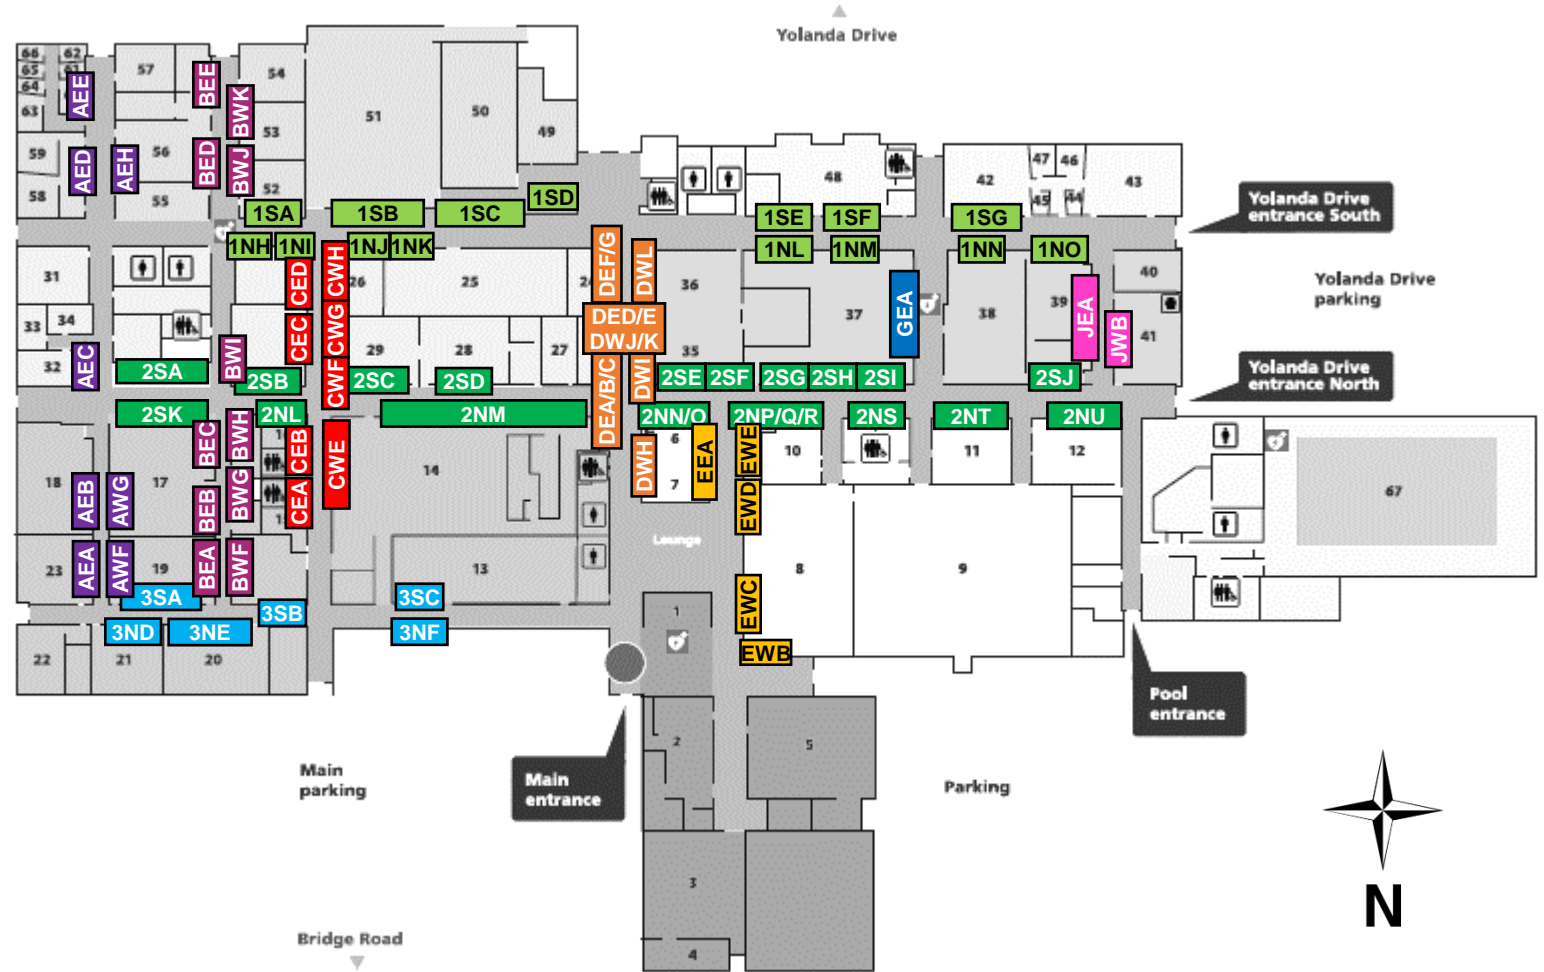 Yolanda Drive
66
62
65
61
64
63
57
54
AEE
BEE
BWK
51
50
49
53
59
58
AED
AEH
56
55
BED
BWJ
52
47
46
42
43
45
44
48
1SA
1SB
1SC
1SD
1SE
1SF
1SG
Yolanda Drive
entrance South
1NH
1NI
1NJ
1NK
1NL
1NM
1NN
1NO
31
33
34
32
CED
CWH
26
25
DEF/G
DWL
36
37
GEA
38
39
JEA
40
41
JWB
Yolanda Drive
parking
CEC
CWG
DED/E
DWJ/K
35
AEC
BWI
29
28
27
CWF
DEA/B/C
DWI
2SA
2SB
2SC
2SD
2SE
2SF
2SG
2SH
2SI
2SJ
Yolanda Drive
entrance North
2SK
2NL
2NM
2NN/O
2NP/Q/R
2NS
2NT
2NU
BEC
BWH
CEB
CWE
14
DWH
6
7
EEA
EWE
10
11
12
18
AEB
AWG
17
BEB
BWG
CEA
EWD
67
Lounge
23
AEA
AWF
19
BEA
BWF
13
8
9
3SA
3SB
3SC
EWC
1
3ND
3NE
3NF
22
21
20
EWB
Pool
entrance
2
5
Main
parking
Main
entrance
Parking
3
4
N
Bridge Road